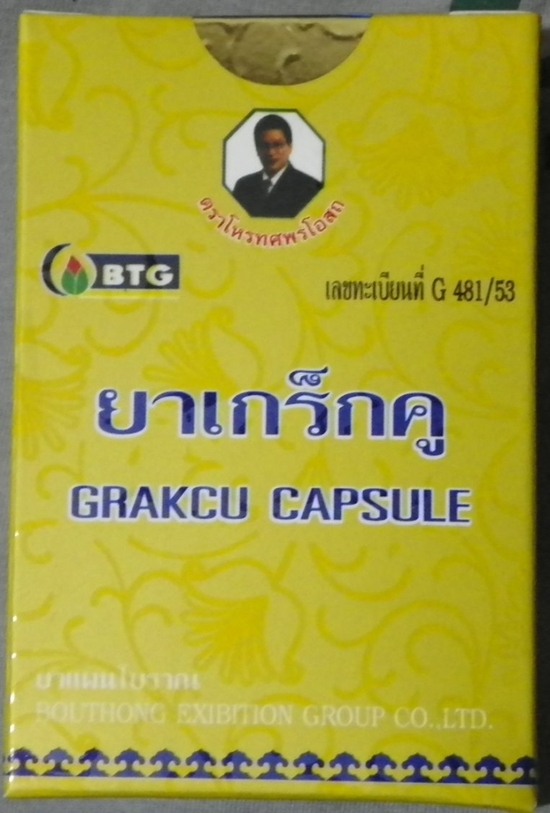 ตราโหรทศพรโอสถ
BTG
เลขทะเบียนที่ G 481/53
ยาเกร็กคู
GRAKCU CAPSULE
ยาแผนโบราณ
BOUTHONG EXIBITION GROUP CO.,LTD.